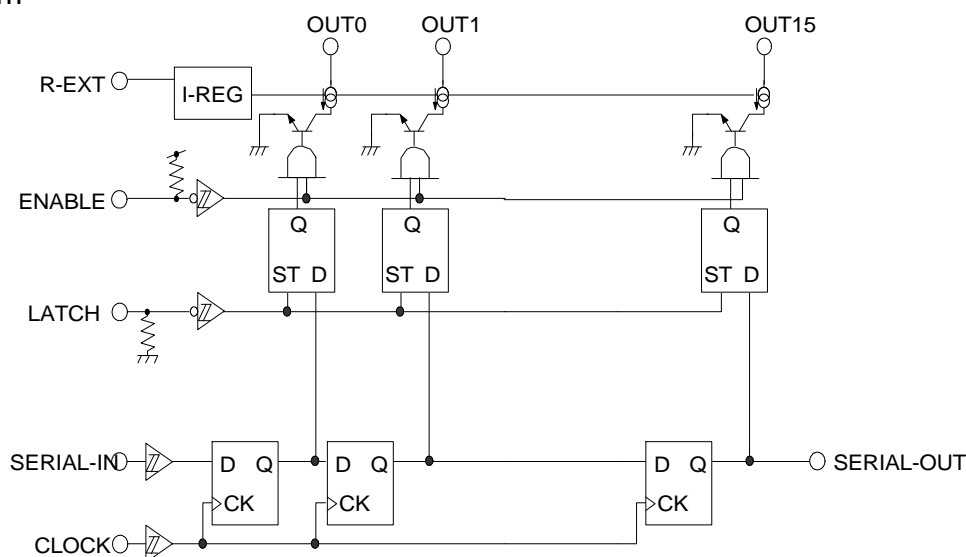 OUT0 OUT1 OUT15
R-EXT
I-REG
ENABLE
Q Q Q
ST D ST D ST D
LATCH
SERIAL-IN D Q D Q D Q SERIAL-OUT
CK CK CK
CLOCK